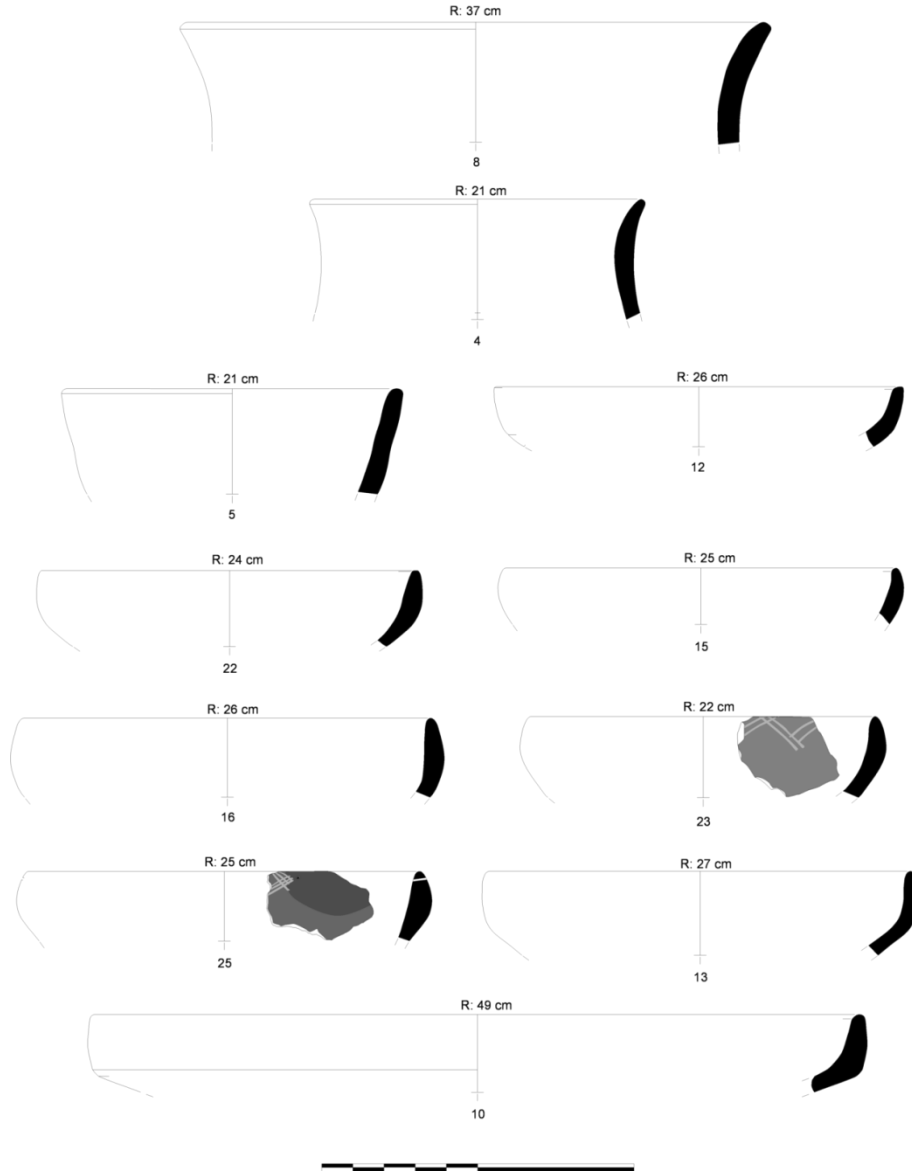 R: 37 cm
8
R: 21 cm
4
R: 21 cm
5
R: 26 cm
12
R: 24 cm
22
R: 25 cm
15
R: 26 cm
16
R: 22 cm
23
R: 25 cm
25
R: 27 cm
13
R: 49 cm
10